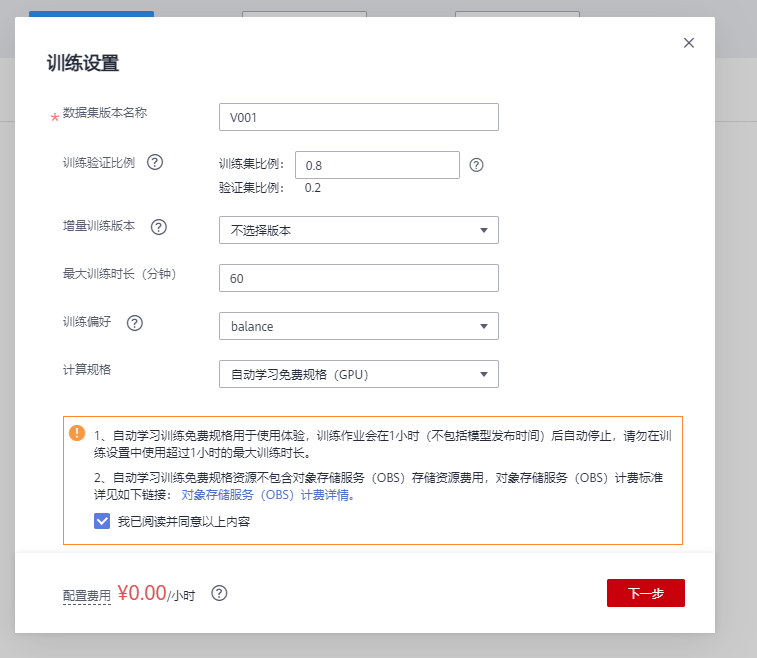 训练设置
* 数据集版本名称 V001
训练验证比例 ? 训练集比例: 0.8 ?
验证集比例: 0.2
增量训练版本 ? 不选择版本
最大训练时长（分钟） 60
训练偏好 ? balance
计算规格 自动学习免费规格（GPU）
1、自动学习训练免费规格用于使用体验，训练作业会在1小时（不包括模型发布时间）后自动停止，请勿在训
练设置中使用超过1小时的最大训练时长。
2、自动学习训练免费规格资源不包含对象存储服务（OBS）存储资源费用，对象存储服务（OBS）计费标准
详见如下链接： 对象存储服务（OBS）计费详情。
我已阅读并同意以上内容
配置费用 ¥0.00/小时 ? 下一步